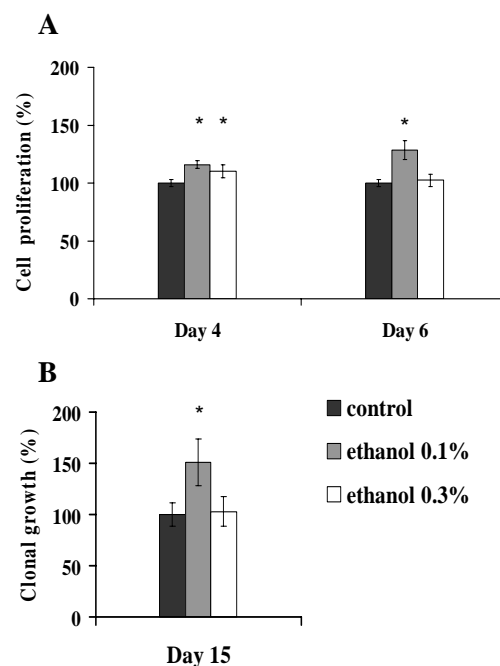 A
Cell proliferation (%)
200
150
100
50
0
* *
*
Day 4
Day 6
B
Clonal growth (%)
200
150
100
50
0
*
Day 15
control
ethanol 0.1%
ethanol 0.3%